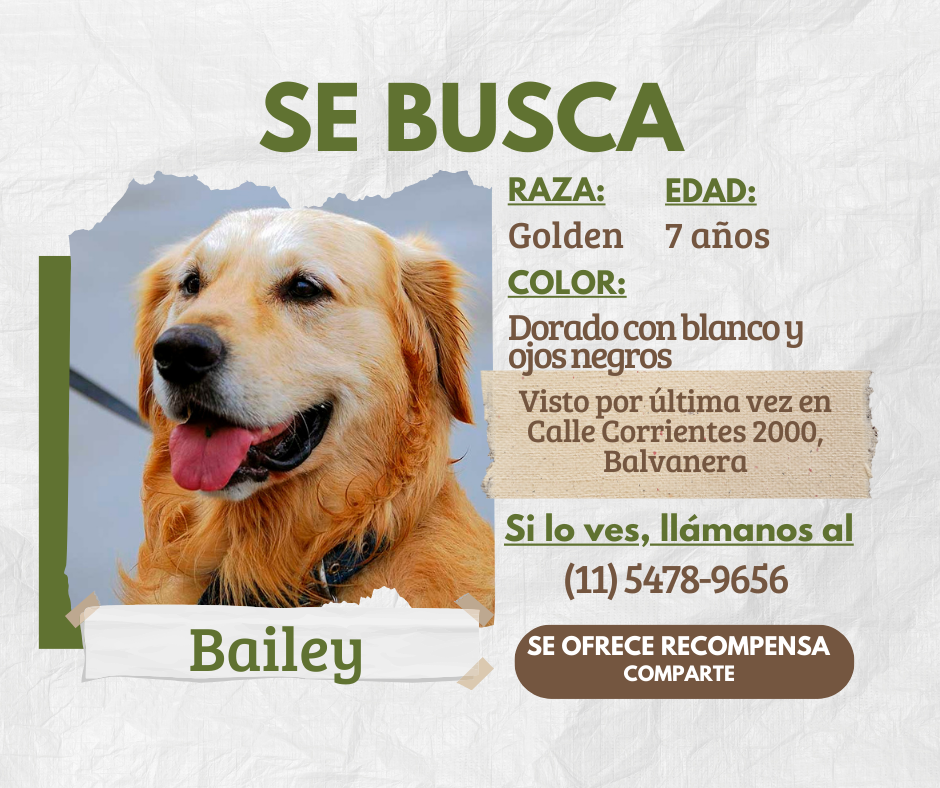 SE BUSCA
RAZA: EDAD:
Golden 7 años
COLOR:
Dorado con blanco y
ojos negros
Visto por última vez en
Calle Corrientes 2000,
Balvanera
Si lo ves, llámanos al
(11) 5478-9656
Bailey
SE OFRECE RECOMPENSA
COMPARTE